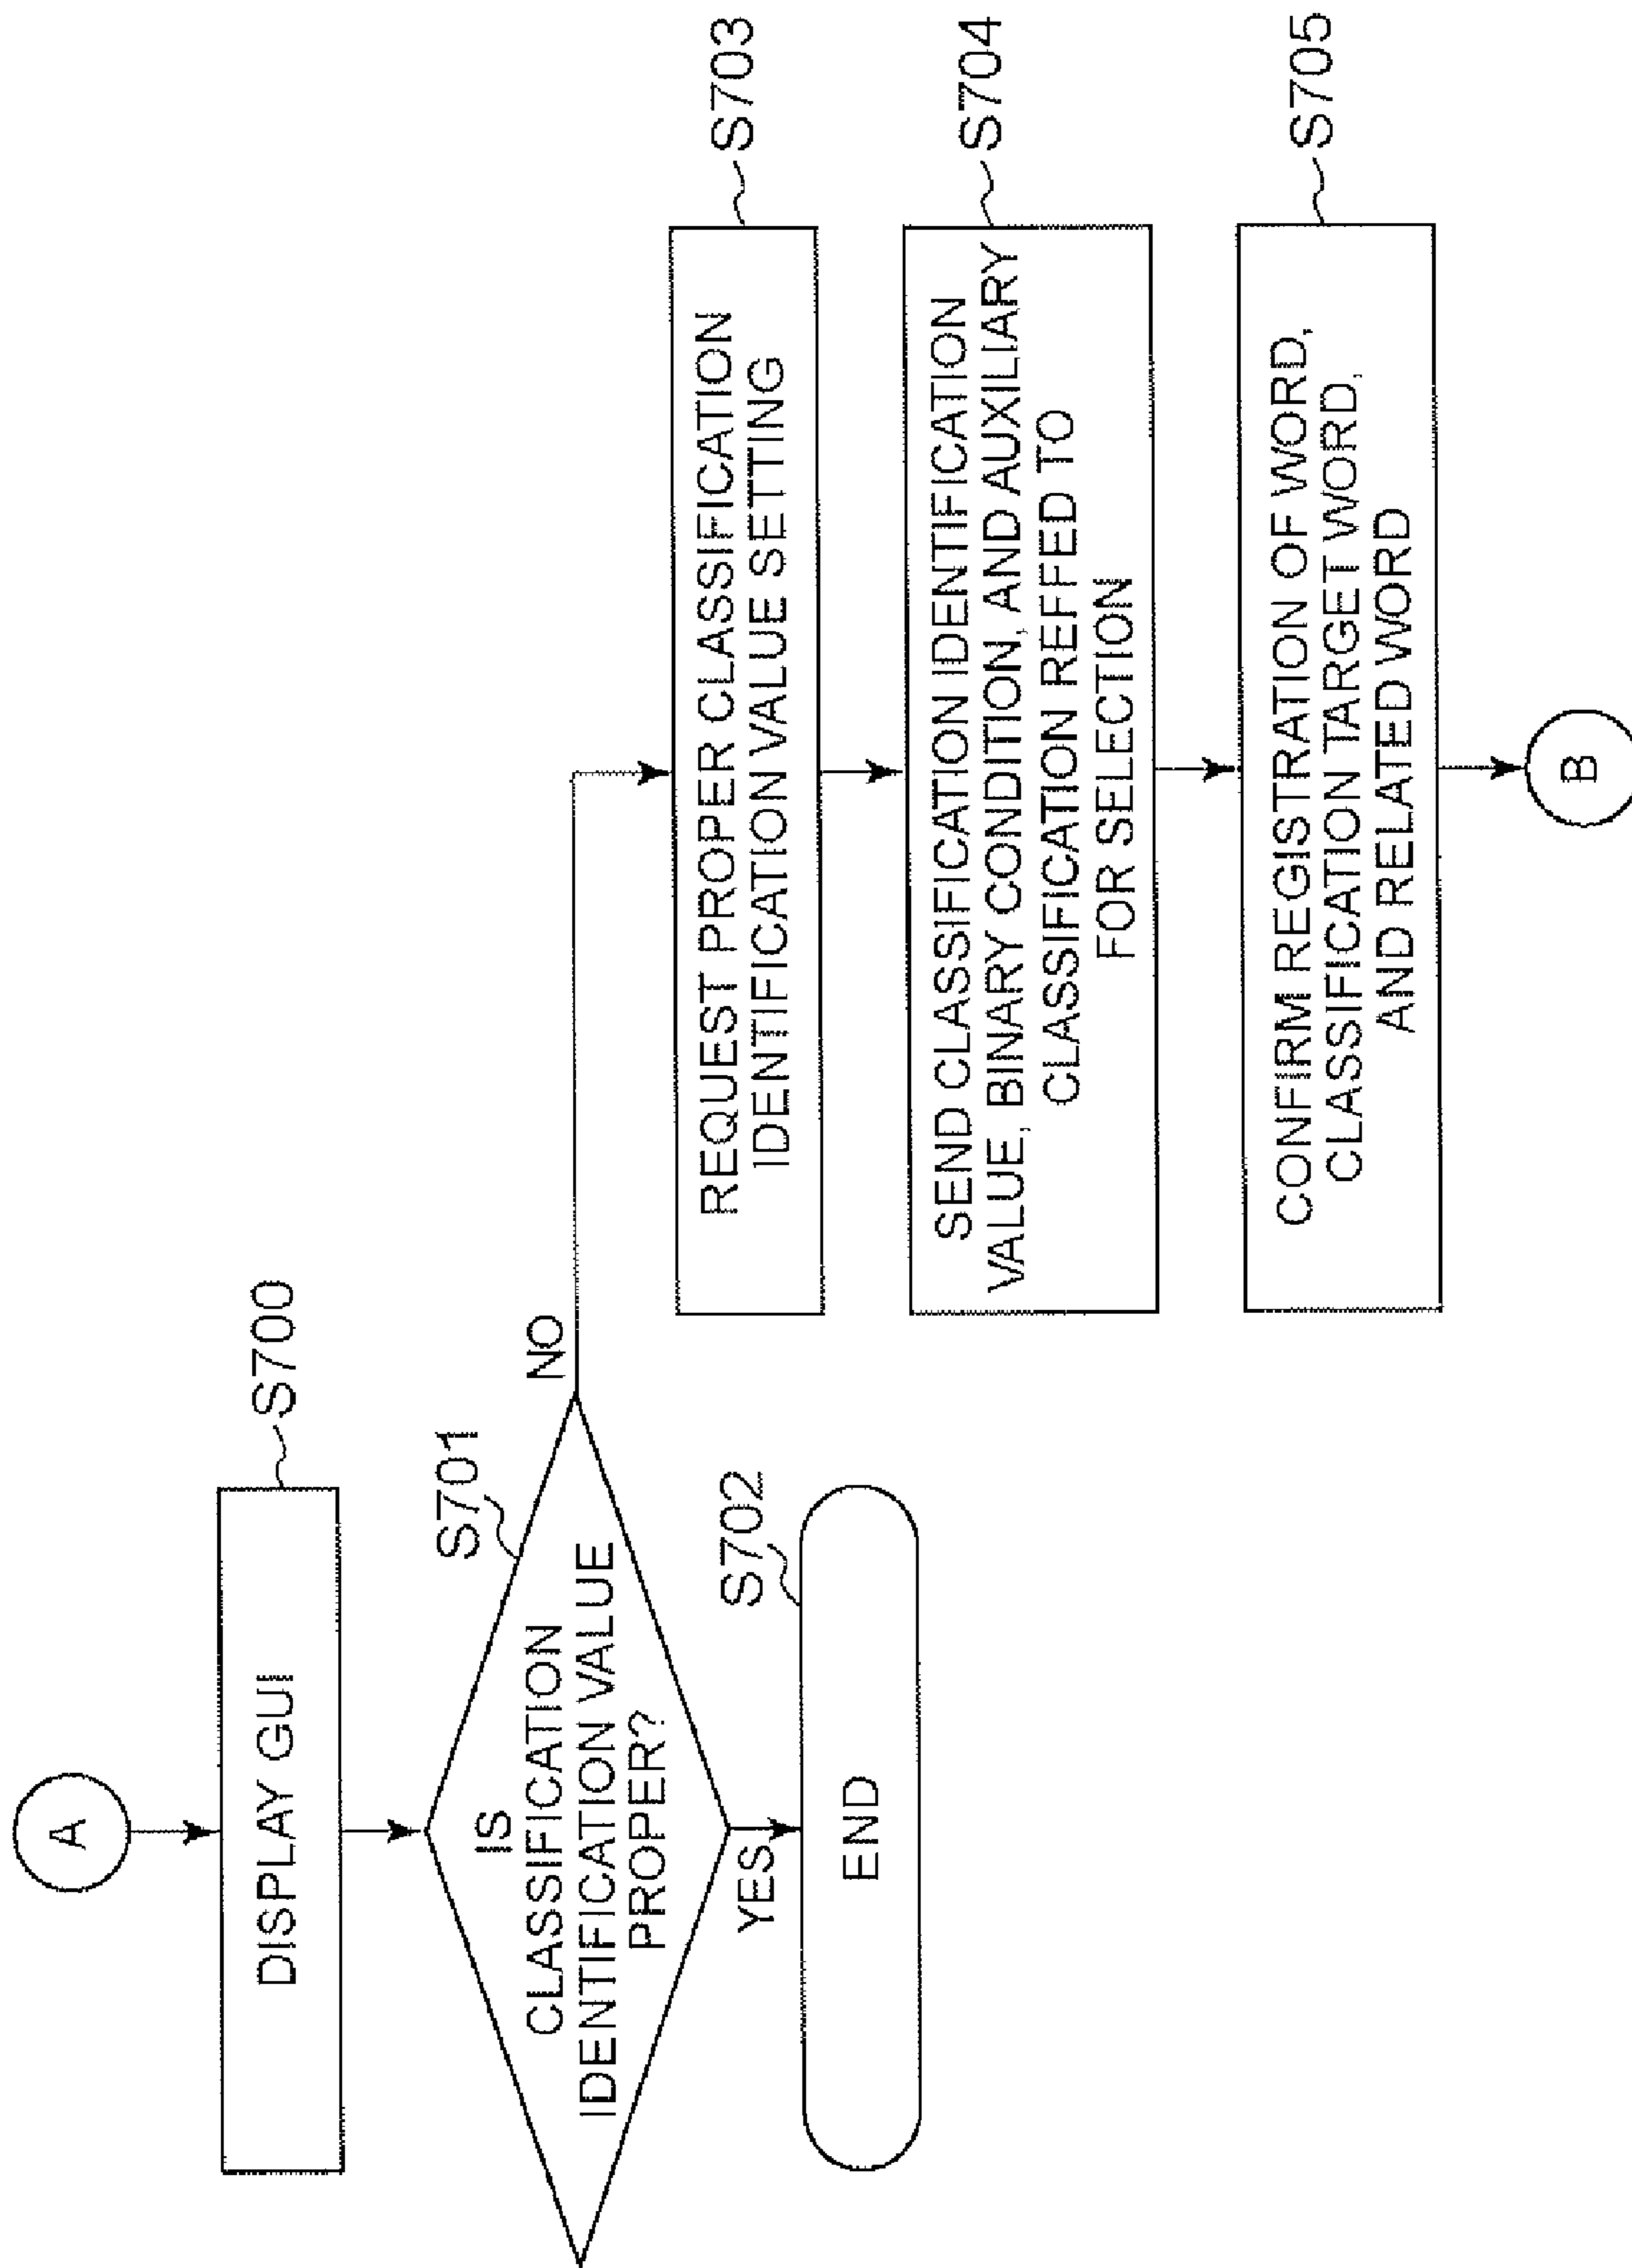 A
DISPLAY GUI
S700
IS
CLASSIFICATION
IDENTIFICATION VALUE
PROPER?
S701
NO
YES
END
S702
REQUEST PROPER CLASSIFICATION
IDENTIFICATION VALUE SETTING
S703
SEND CLASSIFICATION IDENTIFICATION
VALUE, BINARY CONDITION, AND AUXILIARY
CLASSIFICATION REFFED TO
FOR SELECTION
S704
CONFIRM REGISTRATION OF WORD,
CLASSIFICATION TARGET WORD,
AND RELATED WORD
S705
B